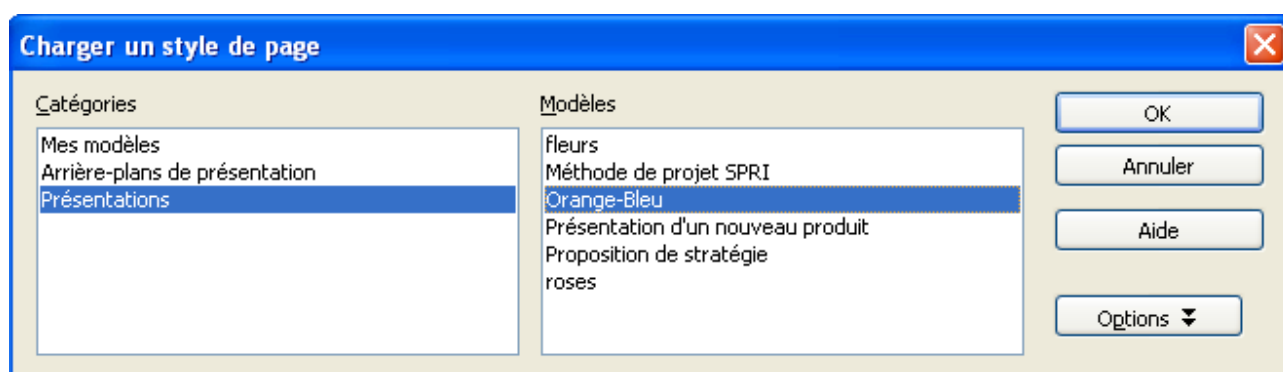 Charger un style de page
Catégories
Mes modèles
Arrière-plans de présentation
Présentations
Modèles
fleurs
Méthode de projet SPRI
Orange-Bleu
Présentation d'un nouveau produit
Proposition de stratégie
roses
OK
Annuler
Aide
Options